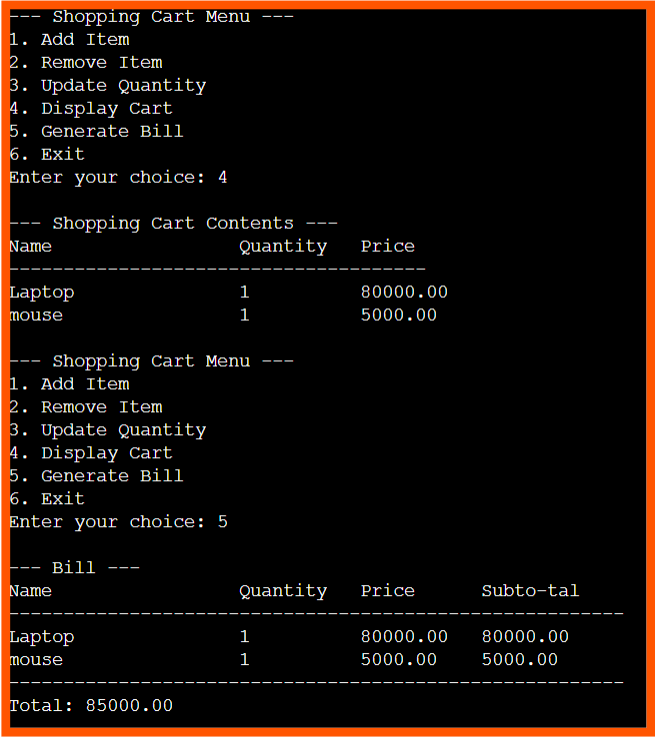 --- Shopping Cart Menu ---
1. Add Item
2. Remove Item
3. Update Quantity
4. Display Cart
5. Generate Bill
6. Exit
Enter your choice: 4
--- Shopping Cart Contents ---
Name Quantity Price
--------------------------------------
Laptop 1 80000.00
mouse 1 5000.00
--- Shopping Cart Menu ---
1. Add Item
2. Remove Item
3. Update Quantity
4. Display Cart
5. Generate Bill
6. Exit
Enter your choice: 5
--- Bill ---
Name Quantity Price Subto-tal
--------------------------------------------------------
Laptop 1 80000.00 80000.00
mouse 1 5000.00 5000.00
--------------------------------------------------------
Total: 85000.00